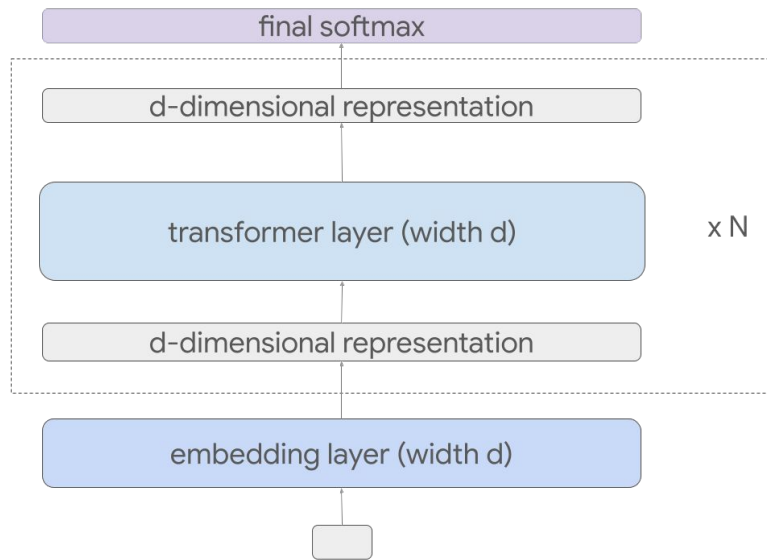 final softmax
d-dimensional representation
transformer layer (width d)
x N
d-dimensional representation
embedding layer (width d)